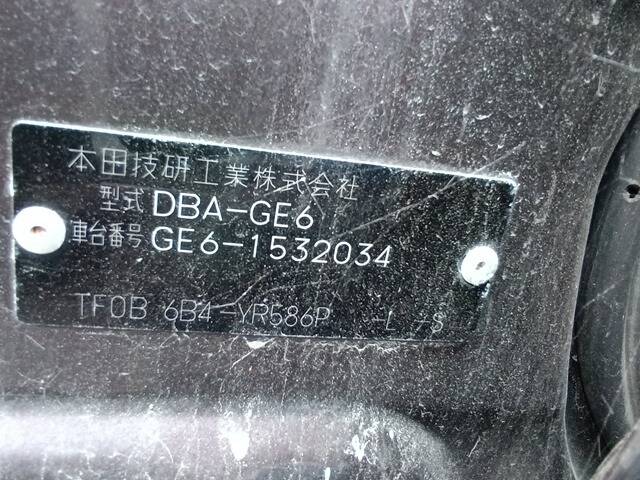 本田技研工業株式会社
型式 DBA-GE6
車台番号 GE6-1532034
TF0B 6B4-YR586P -L -S